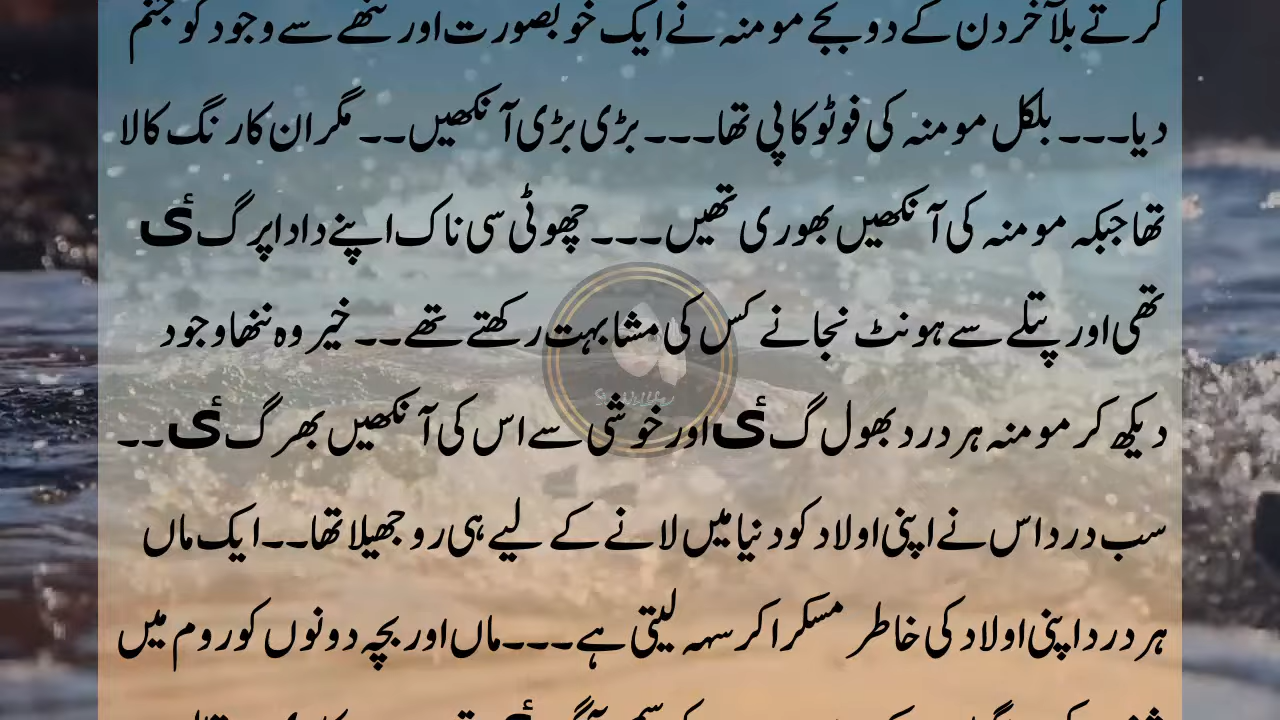 کرتے بلآخر دن کے دو بجے مومنہ نے ایک خوبصورت اور ننھے سے وجود کو جنم
دیا۔۔۔ بلکل مومنہ کی فوٹو کاپی تھا۔۔۔ بڑی بڑی آنکھیں۔۔ مگر ان کا رنگ کالا
تھا جبکہ مومنہ کی آنکھیں بھوری تھیں۔۔۔ چھوٹی سی ناک اپنے دادا پر گئ
تھی اور پتلے سے ہونٹ نجانے کس کی مشابہت رکھتے تھے۔۔ خیر وہ ننھا وجود
دیکھ کر مومنہ ہر درد بھول گئ اور خوشی سے اس کی آنکھیں بھر گئ۔۔
سب درد اس نے اپنی اولاد کو دنیا میں لانے کے لیے ہی رو جھیلا تھا۔۔ ایک ماں
ہر درد اپنی اولاد کی خاطر مسکرا کر سہہ لیتی ہے۔۔۔ ماں اور بچہ دونوں کو روم میں